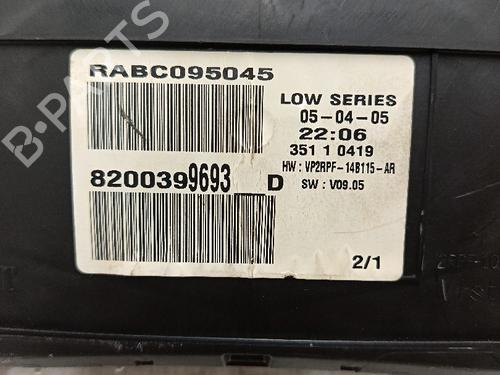 B-PARTS
RABC095045
LOW SERIES
05-04-05
22:06
351 1 0419
HW : VP2RPF-14B115-AR
SW : V09.05
8200399693__D
2/1